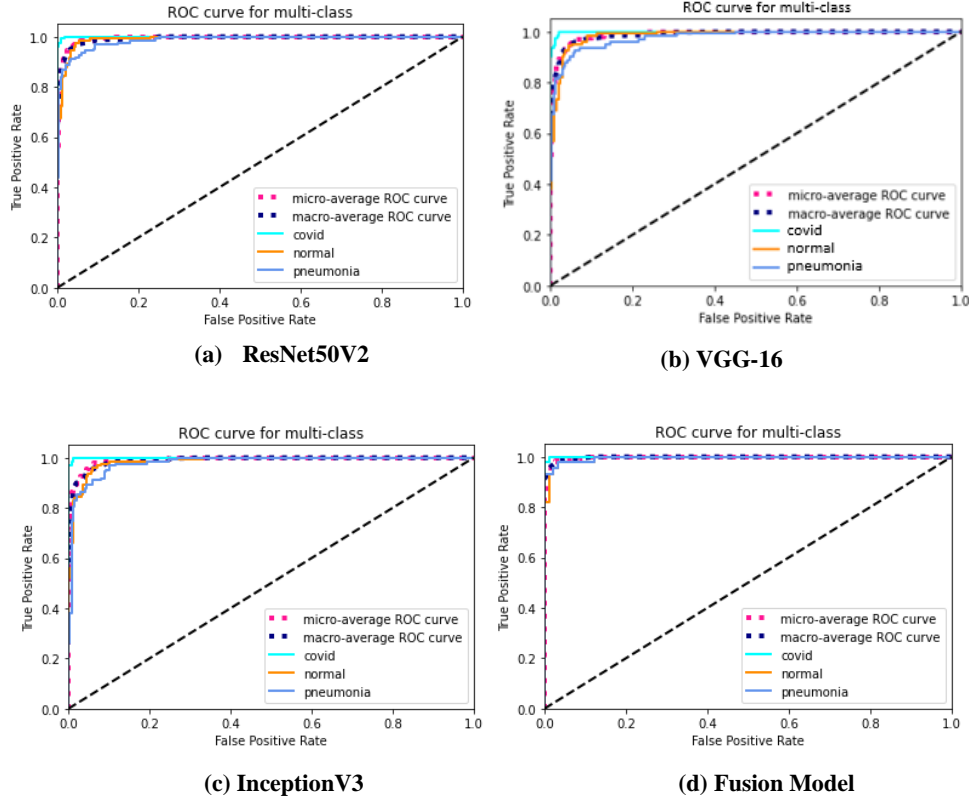 ROC curve for multi-class
1.0
0.8
0.6
0.4
0.2
0.0
True Positive Rate
micro-average ROC curve
macro-average ROC curve
covid
normal
pneumonia
0.0 0.2 0.4 0.6 0.8 1.0
False Positive Rate
(a) ResNet50V2
ROC curve for multi-class
1.0
0.8
0.6
0.4
0.2
0.0
True Positive Rate
micro-average ROC curve
macro-average ROC curve
covid
normal
pneumonia
0.0 0.2 0.4 0.6 0.8 1.0
False Positive Rate
(b) VGG-16
ROC curve for multi-class
1.0
0.8
0.6
0.4
0.2
0.0
True Positive Rate
micro-average ROC curve
macro-average ROC curve
covid
normal
pneumonia
0.0 0.2 0.4 0.6 0.8 1.0
False Positive Rate
(c) InceptionV3
ROC curve for multi-class
1.0
0.8
0.6
0.4
0.2
0.0
True Positive Rate
micro-average ROC curve
macro-average ROC curve
covid
normal
pneumonia
0.0 0.2 0.4 0.6 0.8 1.0
False Positive Rate
(d) Fusion Model